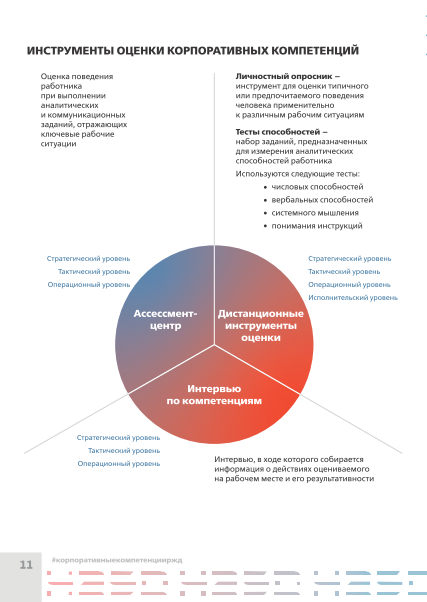 ИНСТРУМЕНТЫ ОЦЕНКИ КОРПОРАТИВНЫХ КОМПЕТЕНЦИЙ
Оценка поведения
работника
при выполнении
аналитических
и коммуникационных
заданий, отражающих
ключевые рабочие
ситуации
Личностный опросник –
инструмент для оценки типичного
или предпочитаемого поведения
человека применительно
к различным рабочим ситуациям
Тесты способностей –
набор заданий, предназначенных
для измерения аналитических
способностей работника
Используются следующие тесты:
• числовых способностей
• вербальных способностей
• системного мышления
• понимания инструкций
Стратегический уровень
Тактический уровень
Операционный уровень
Стратегический уровень
Тактический уровень
Операционный уровень
Исполнительский уровень
Ассессмент-
центр
Дистанционные
инструменты
оценки
Интервью
по компетенциям
Стратегический уровень
Тактический уровень
Операционный уровень
Интервью, в ходе которого собирается
информация о действиях оцениваемого
на рабочем месте и его результативности
11
#корпоративныекомпетенцииржд